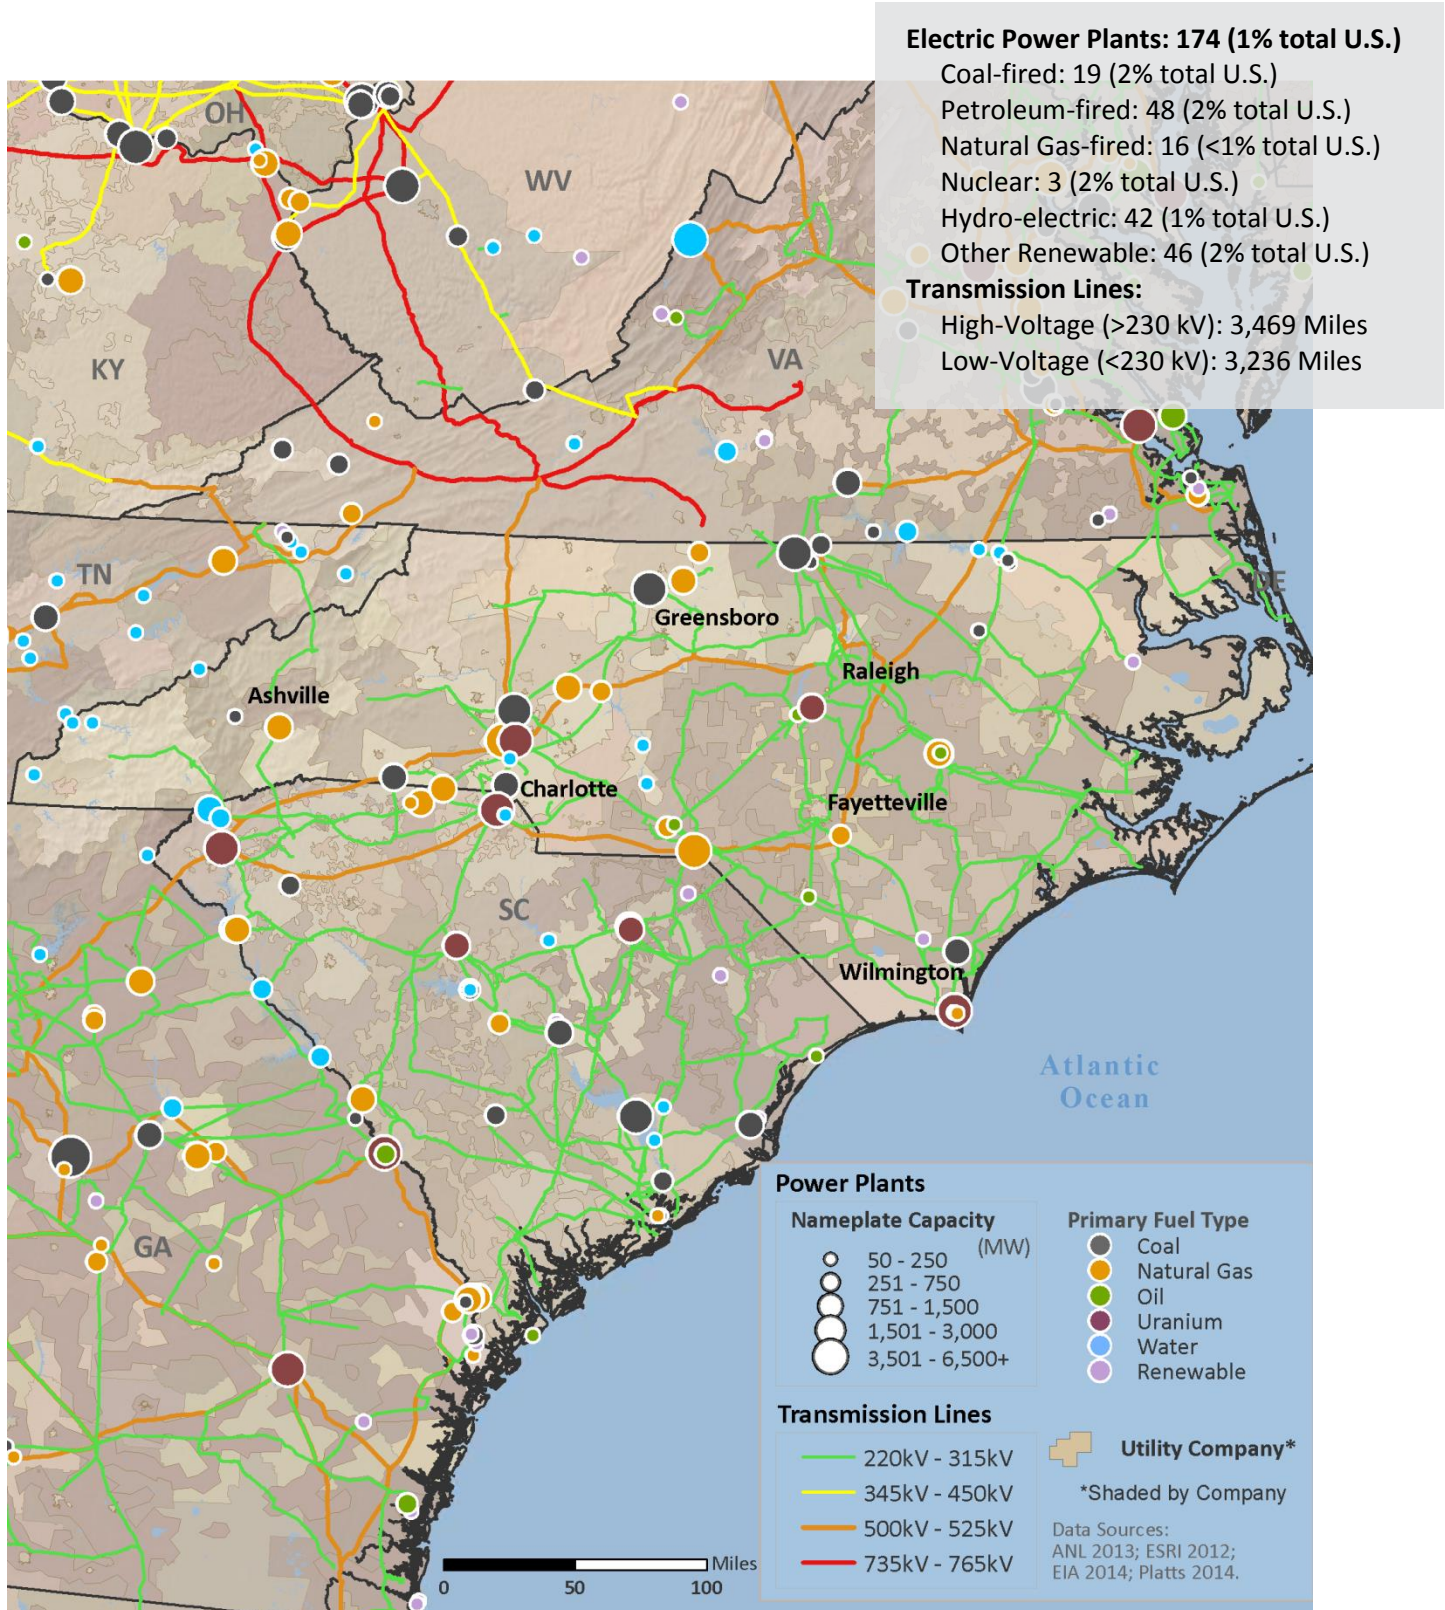 Electric Power Plants: 174 (1% total U.S.)
Coal-fired: 19 (2% total U.S.)
Petroleum-fired: 48 (2% total U.S.)
Natural Gas-fired: 16 (<1% total U.S.)
Nuclear: 3 (2% total U.S.)
Hydro-electric: 42 (1% total U.S.)
Other Renewable: 46 (2% total U.S.)
Transmission Lines:
High-Voltage (>230 kV): 3,469 Miles
Low-Voltage (<230 kV): 3,236 Miles
OH
WV
KY
VA
TN
DE
Greensboro
Raleigh
Ashville
Charlotte
Fayetteville
SC
Wilmington
Atlantic
Ocean
GA
Power Plants
Nameplate Capacity
(MW)
50 - 250
251 - 750
751 - 1,500
1,501 - 3,000
3,501 - 6,500+
Primary Fuel Type
Coal
Natural Gas
Oil
Uranium
Water
Renewable
Transmission Lines
220kV - 315kV
345kV - 450kV
500kV - 525kV
735kV - 765kV
Utility Company*
*Shaded by Company
Data Sources:
ANL 2013; ESRI 2012;
EIA 2014; Platts 2014.
Miles
0 50 100